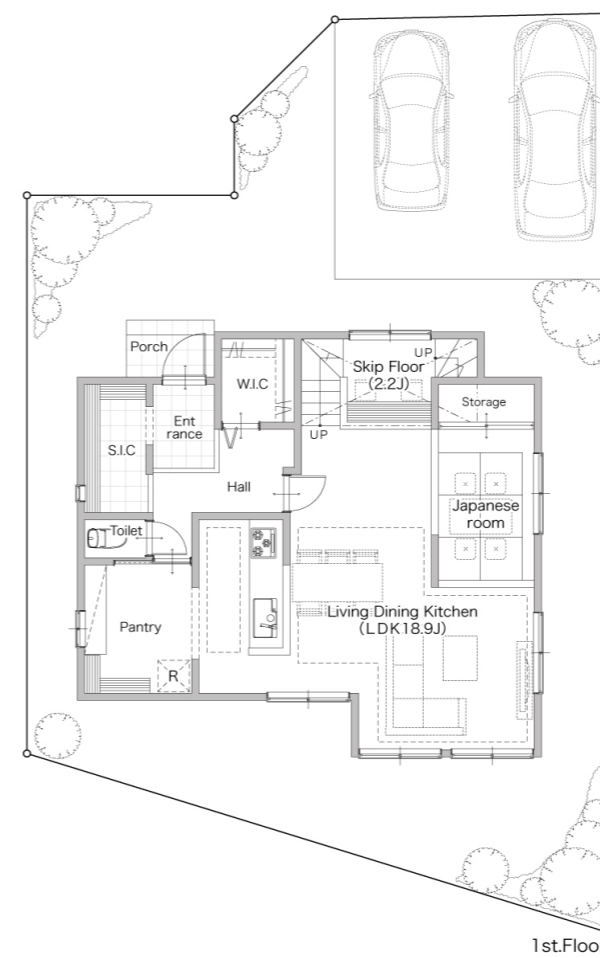 Porch
W.I.C
Skip Floor
(2.2J)
UP
UP
Storage
Ent
rance
S.I.C
Hall
Japanese
room
Toilet
Living Dining Kitchen
(LDK18.9J)
Pantry
R
1st.Floo